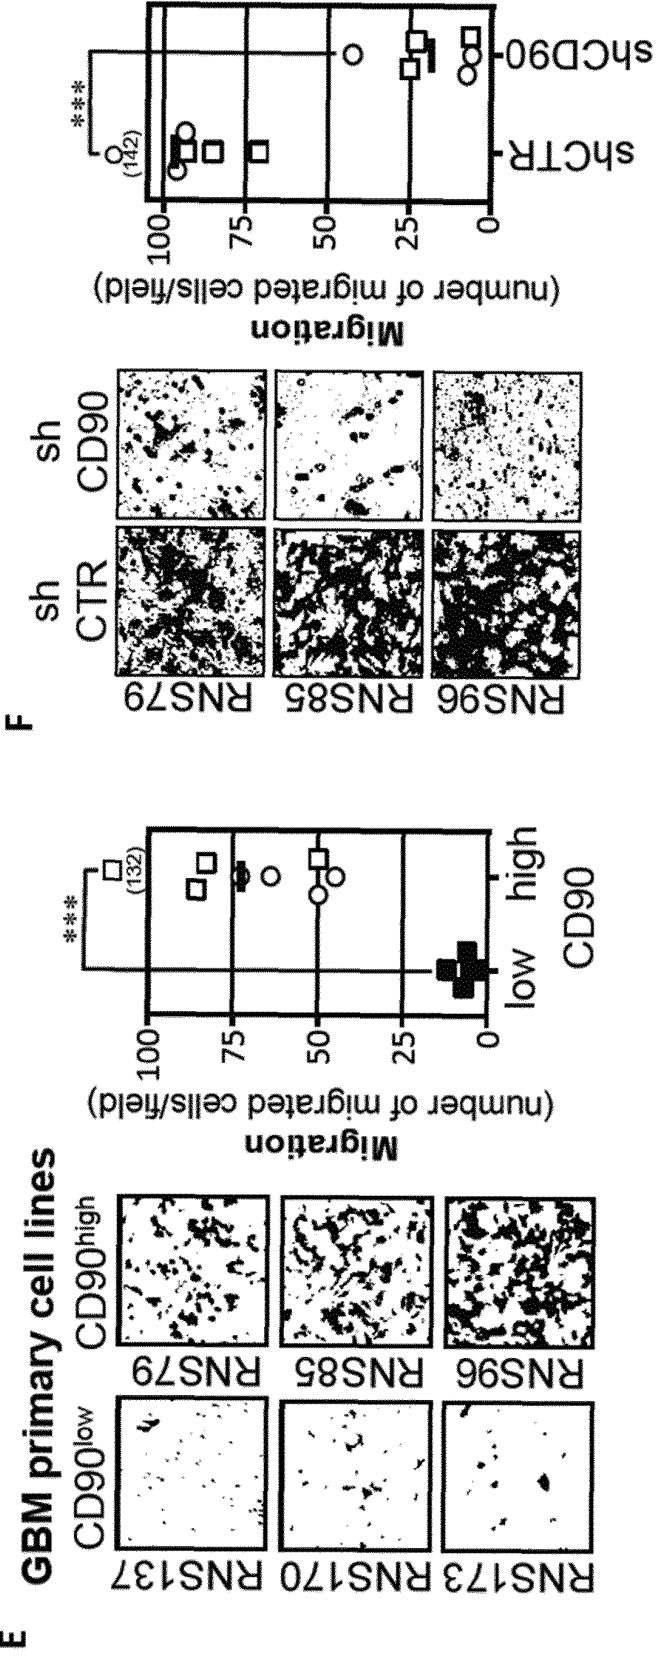 E
GBM primary cell lines
CD90low
CD90high
RNS137
RNS79
RNS170
RNS85
RNS173
RNS96
Migration
(number of migrated cells/field)
100
75
50
25
0
***
(132)
low
high
CD90
F
sh
CTR
sh
CD90
RNS79
RNS85
RNS96
Migration
(number of migrated cells/field)
100
75
50
25
0
***
(142)
shCTR
shCD90